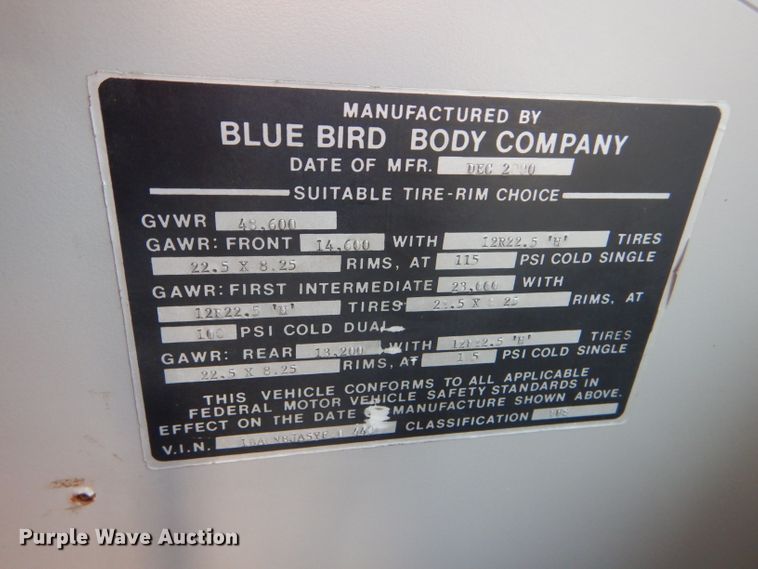 MANUFACTURED BY
BLUE BIRD BODY COMPANY
DATE OF MFR. DEC
SUITABLE TIRE-RIM CHOICE
GVWR
GAWR: FRONT 14,600 WITH 12R22.5 'H' TIRES
22.5 X 8.25 RIMS, AT 115 PSI COLD SINGLE
GAWR: FIRST INTERMEDIATE WITH
12R22.5 'H' TIRES RIMS, AT
PSI COLD DUAL
GAWR: REAR 13,200 WITH TIRES
22.5 X 8.25 RIMS, AT PSI COLD SINGLE
THIS VEHICLE CONFORMS TO ALL APPLICABLE
FEDERAL MOTOR VEHICLE SAFETY STANDARDS IN
EFFECT ON THE DATE MANUFACTURE SHOWN ABOVE.
V.I.N. CLASSIFICATION
Purple Wave Auction